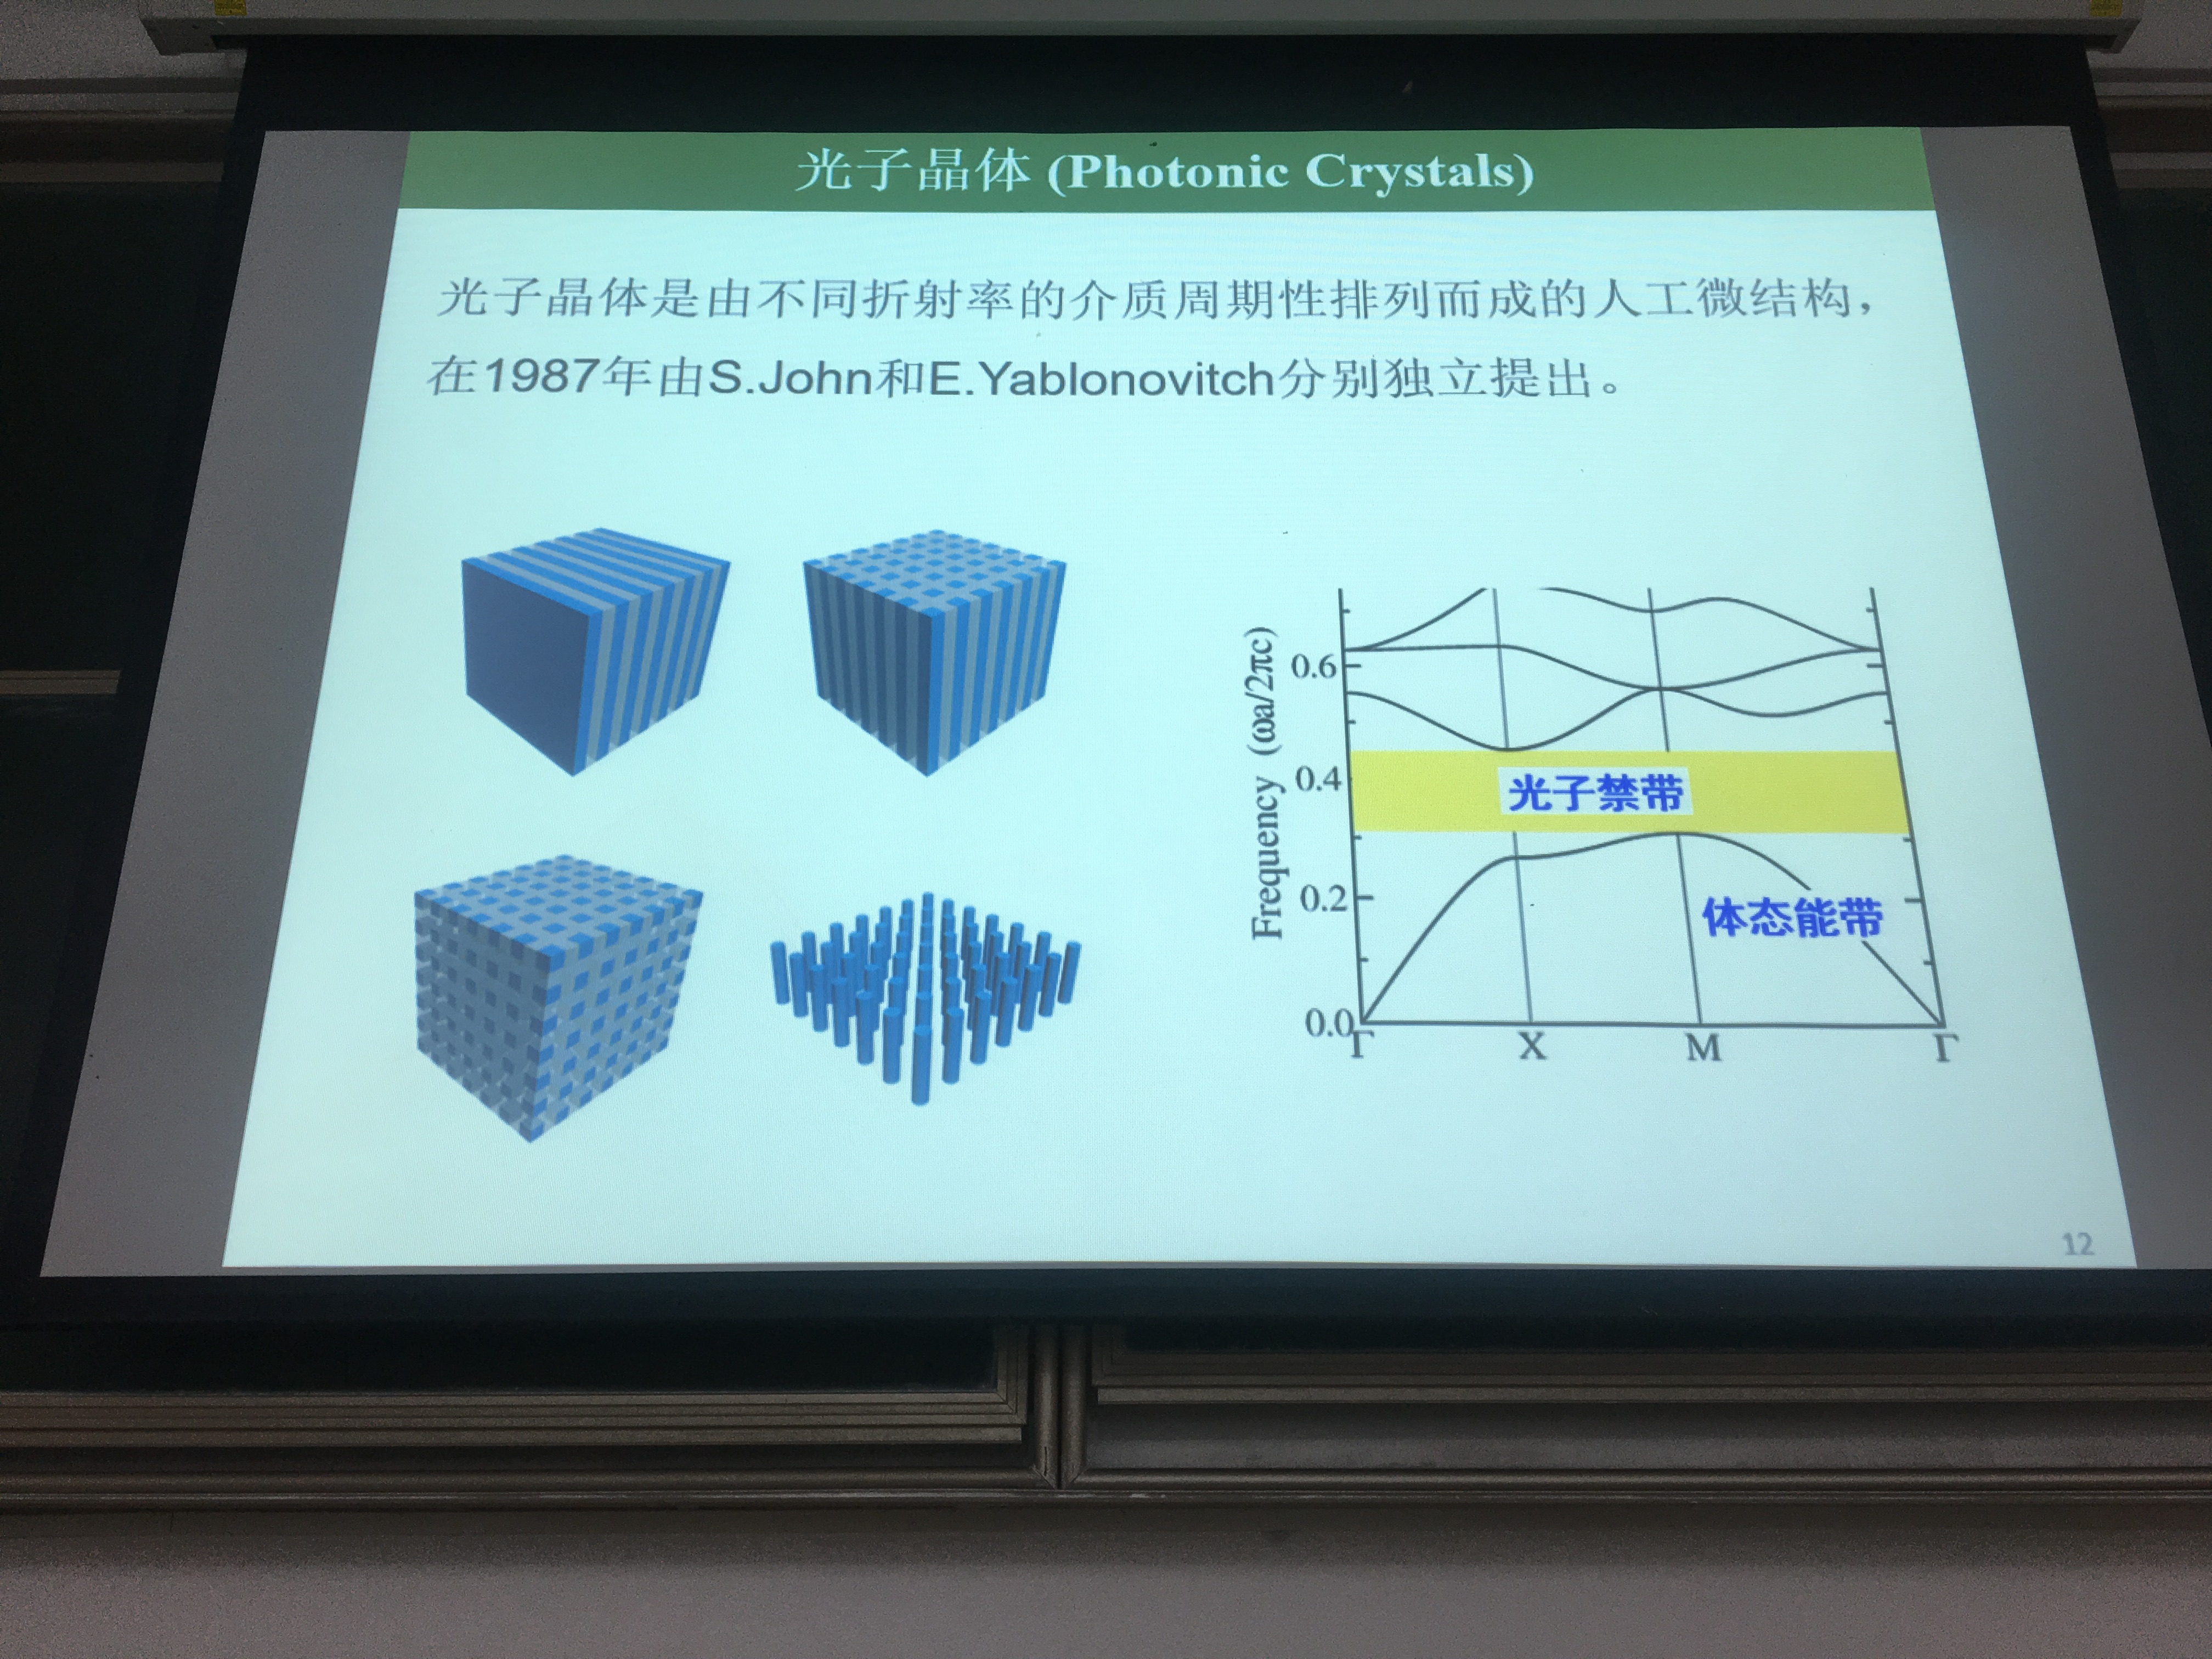 光子晶体 (Photonic Crystals)
光子晶体是由不同折射率的介质周期性排列而成的人工微结构，
在1987年由S.John和E.Yablonovitch分别独立提出。
Frequency (ωa/2πc)
0.6
0.4
0.2
0.0
光子禁带
体态能带
Γ X M Γ
12